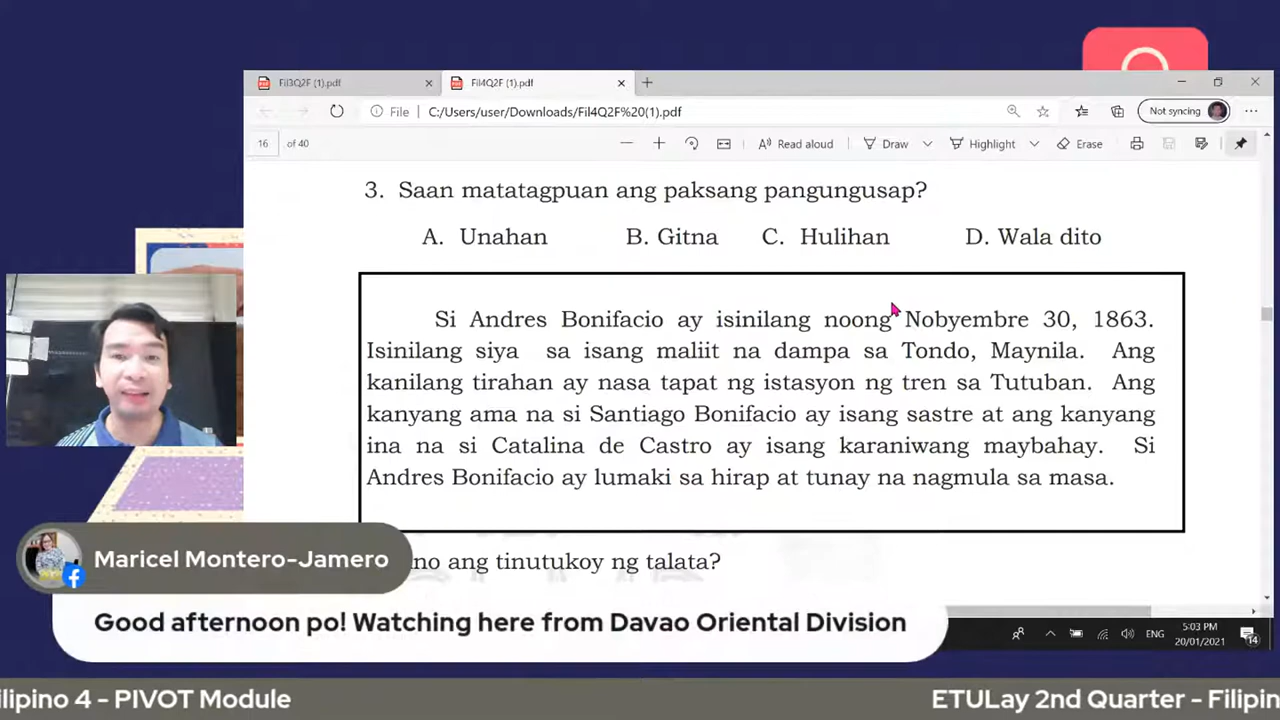 Fil3Q2F (1).pdf
Fil4Q2F (1).pdf
File
C:/Users/user/Downloads/Fil4Q2F%20(1).pdf
Not syncing
16 of 40
Read aloud
Draw
Highlight
Erase
3. Saan matatagpuan ang paksang pangungusap?
A. Unahan B. Gitna C. Hulihan D. Wala dito
Si Andres Bonifacio ay isinilang noong Nobyembre 30, 1863.
Isinilang siya sa isang maliit na dampa sa Tondo, Maynila. Ang
kanilang tirahan ay nasa tapat ng istasyon ng tren sa Tutuban. Ang
kanyang ama na si Santiago Bonifacio ay isang sastre at ang kanyang
ina na si Catalina de Castro ay isang karaniwang maybahay. Si
Andres Bonifacio ay lumaki sa hirap at tunay na nagmula sa masa.
no ang tinutukoy ng talata?
Maricel Montero-Jamero
Good afternoon po! Watching here from Davao Oriental Division
ENG
5:03 PM
20/01/2021
14
ilipino 4 - PIVOT Module
ETULay 2nd Quarter - Filipin